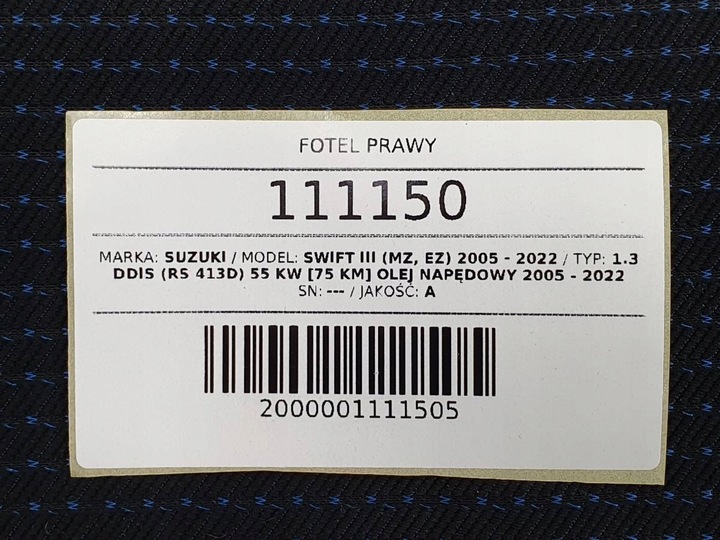 FOTEL PRAWY
111150
MARKA: SUZUKI / MODEL: SWIFT III (MZ, EZ) 2005 - 2022 / TYP: 1.3
DDIS (RS 413D) 55 KW [75 KM] OLEJ NAPĘDOWY 2005 - 2022
SN: --- / JAKOŚĆ: A
2000001111505